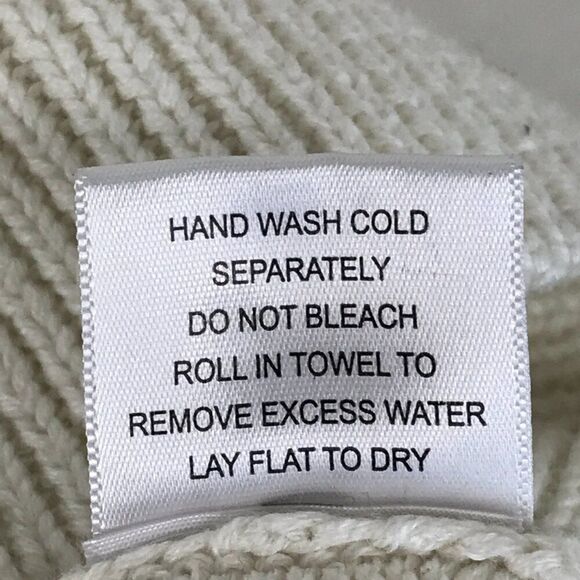 HAND WASH COLD
SEPARATELY
DO NOT BLEACH
ROLL IN TOWEL TO
REMOVE EXCESS WATER
LAY FLAT TO DRY